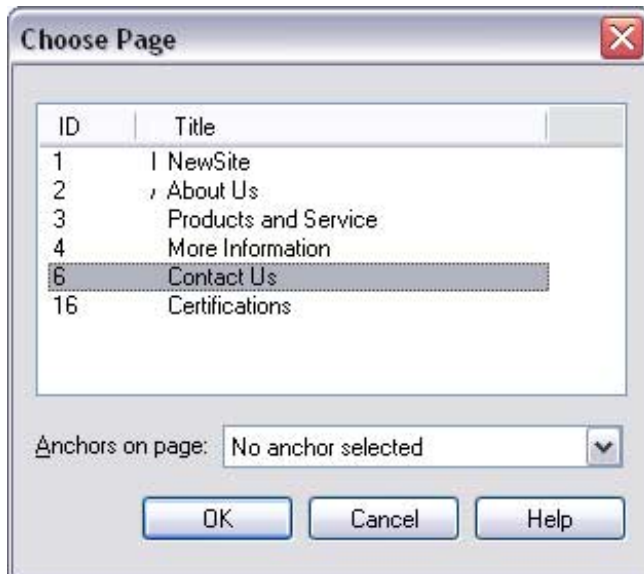 Choose Page
ID Title
1 NewSite
2 About Us
3 Products and Service
4 More Information
6 Contact Us
16 Certifications
Anchors on page: No anchor selected
OK Cancel Help